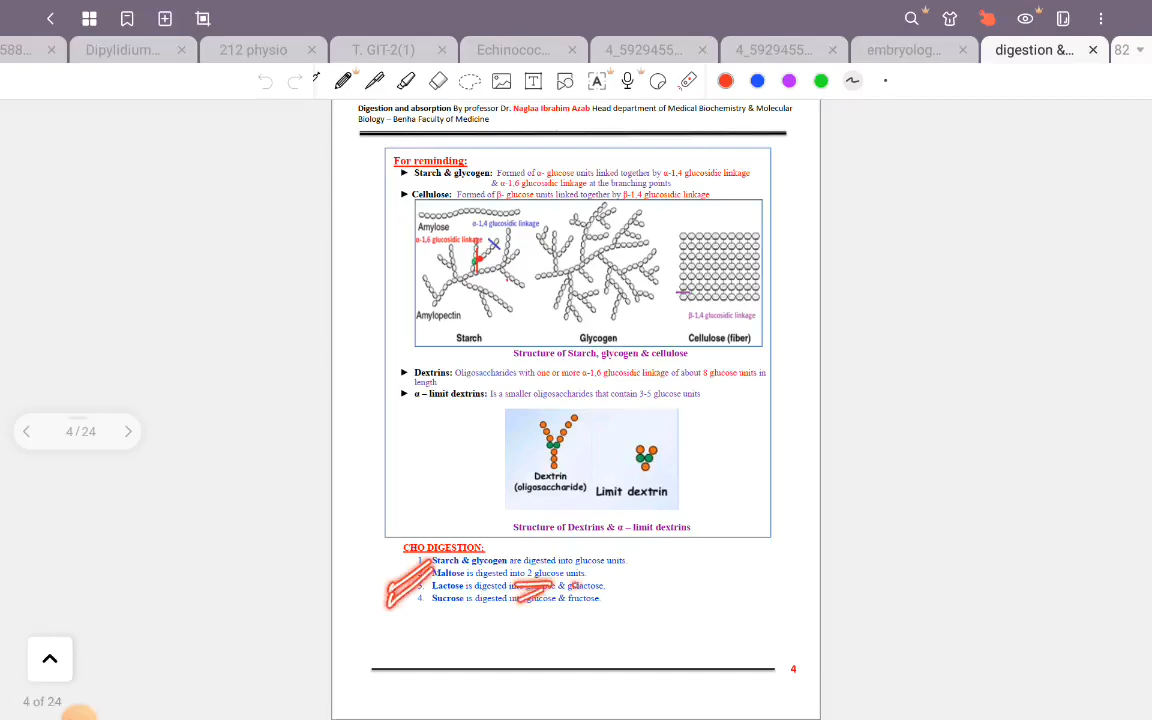 588...
Dipylidium...
212 physio
T. GIT-2(1)
Echinococ...
4_5929455...
4_5929455...
embryolog...
digestion &...
82
Digestion and absorption By professor Dr. Naglaa Ibrahim Azab Head department of Medical Biochemistry & Molecular
Biology – Benha Faculty of Medicine
For reminding:
Starch & glycogen: Formed of α- glucose units linked together by α-1,4 glucosidic linkage
& α-1,6 glucosidic linkage at the branching points
Cellulose: Formed of β- glucose units linked together by β-1,4 glucosidic linkage
Amylose
α-1,4 glucosidic linkage
α-1,6 glucosidic linkage
Amylopectin
β-1,4 glucosidic linkage
Starch
Glycogen
Cellulose (fiber)
Structure of Starch, glycogen & cellulose
Dextrins: Oligosaccharides with one or more α-1,6 glucosidic linkage of about 8 glucose units in
length
α – limit dextrins: Is a smaller oligosaccharides that contain 3-5 glucose units
Dextrin
(oligosaccharide)
Limit dextrin
Structure of Dextrins & α – limit dextrins
CHO DIGESTION:
1. Starch & glycogen are digested into glucose units.
Maltose is digested into 2 glucose units.
3. Lactose is digested & galactose.
4. Sucrose is digested glucose & fructose.
4
4 / 24
4 of 24